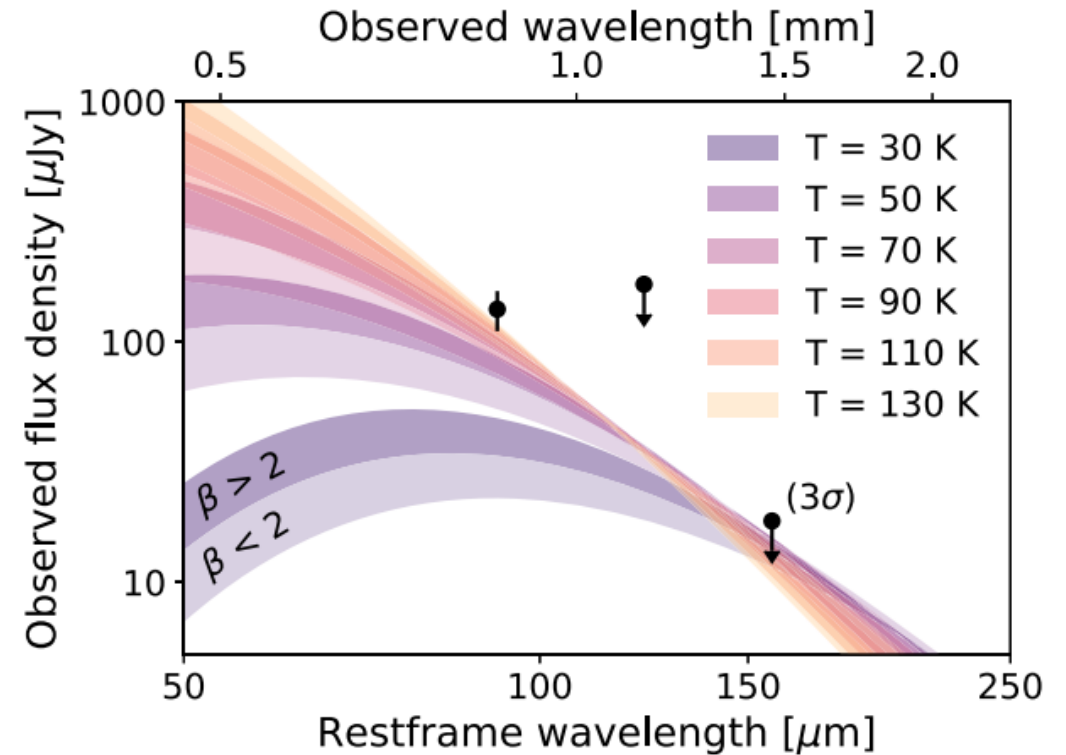 Observed wavelength [mm]
0.5 1.0 1.5 2.0
Observed flux density [μJy]
1000
100
10
T = 30 K
T = 50 K
T = 70 K
T = 90 K
T = 110 K
T = 130 K
β > 2
β < 2
(3σ)
50 100 150 250
Restframe wavelength [μm]